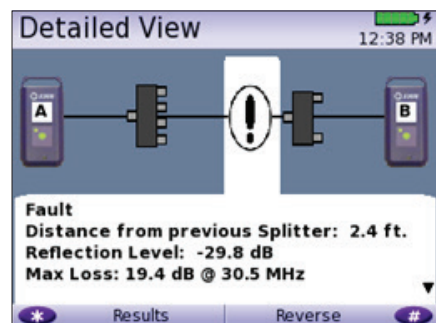 Detailed View
12:38 PM
A
B
Fault
Distance from previous Splitter: 2.4 ft.
Reflection Level: -29.8 dB
Max Loss: 19.4 dB @ 30.5 MHz
* Results Reverse #